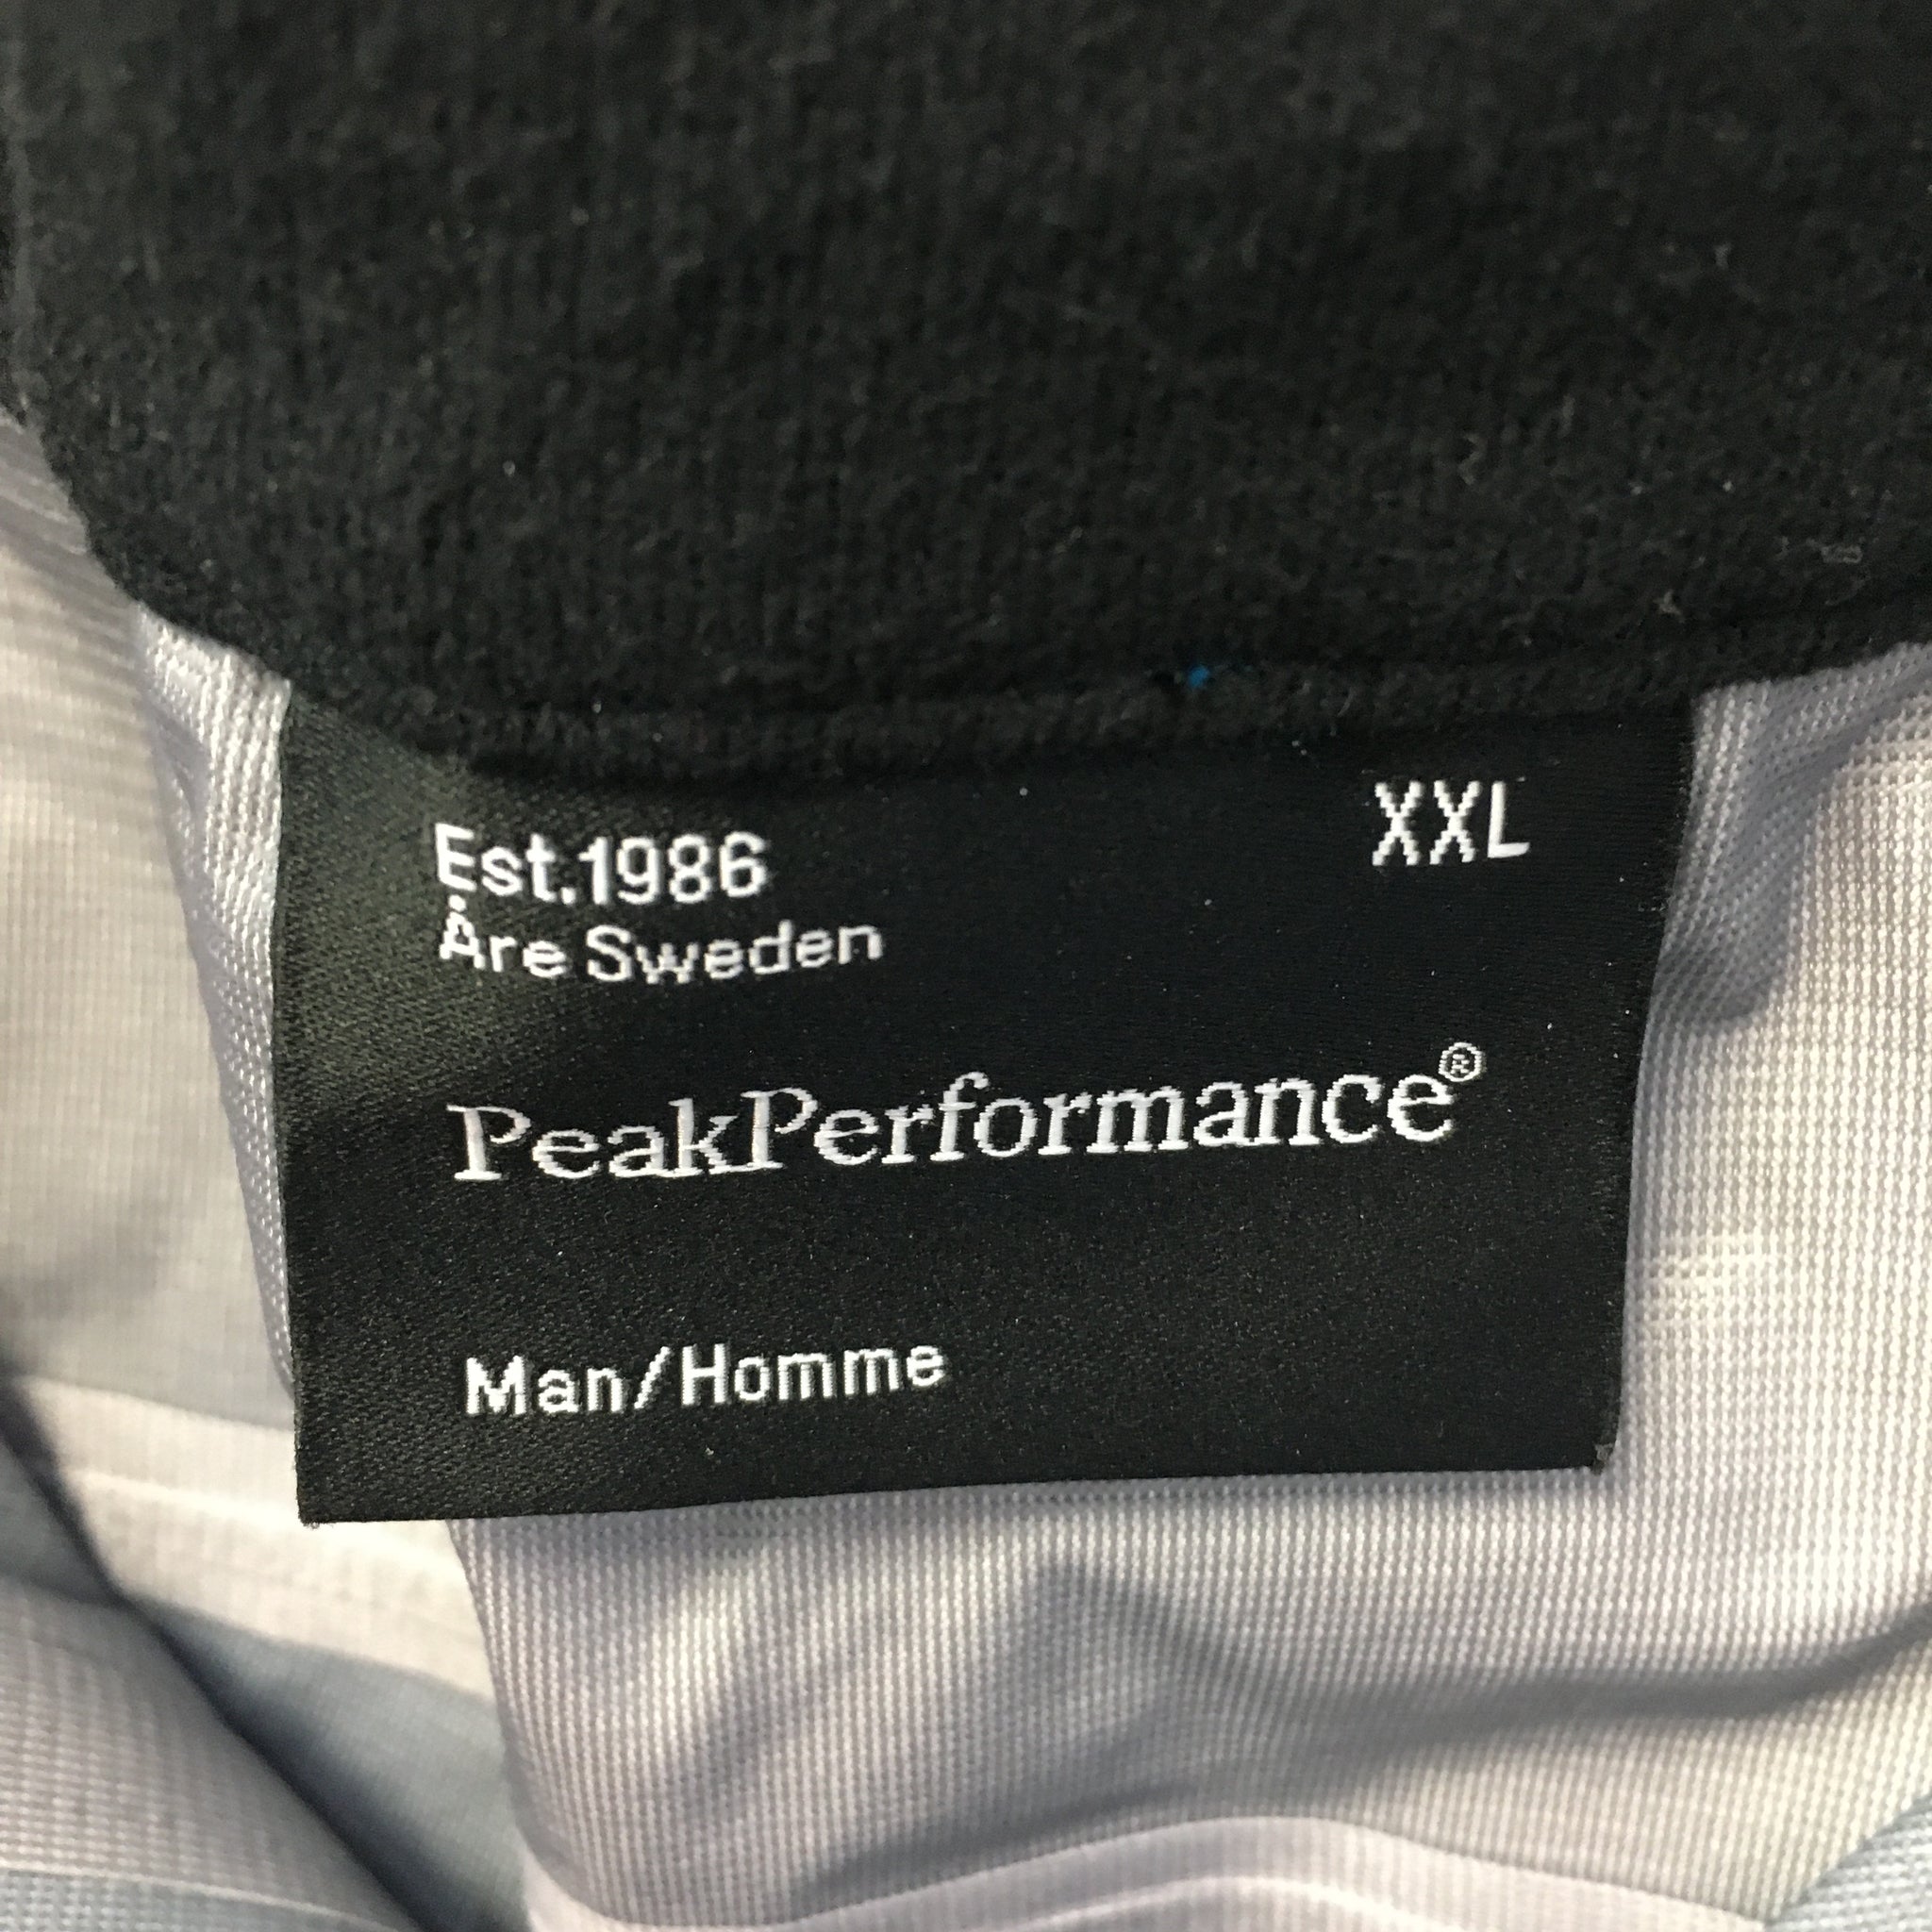 Est.1986
Åre Sweden
XXL
PeakPerformance®
Man/Homme